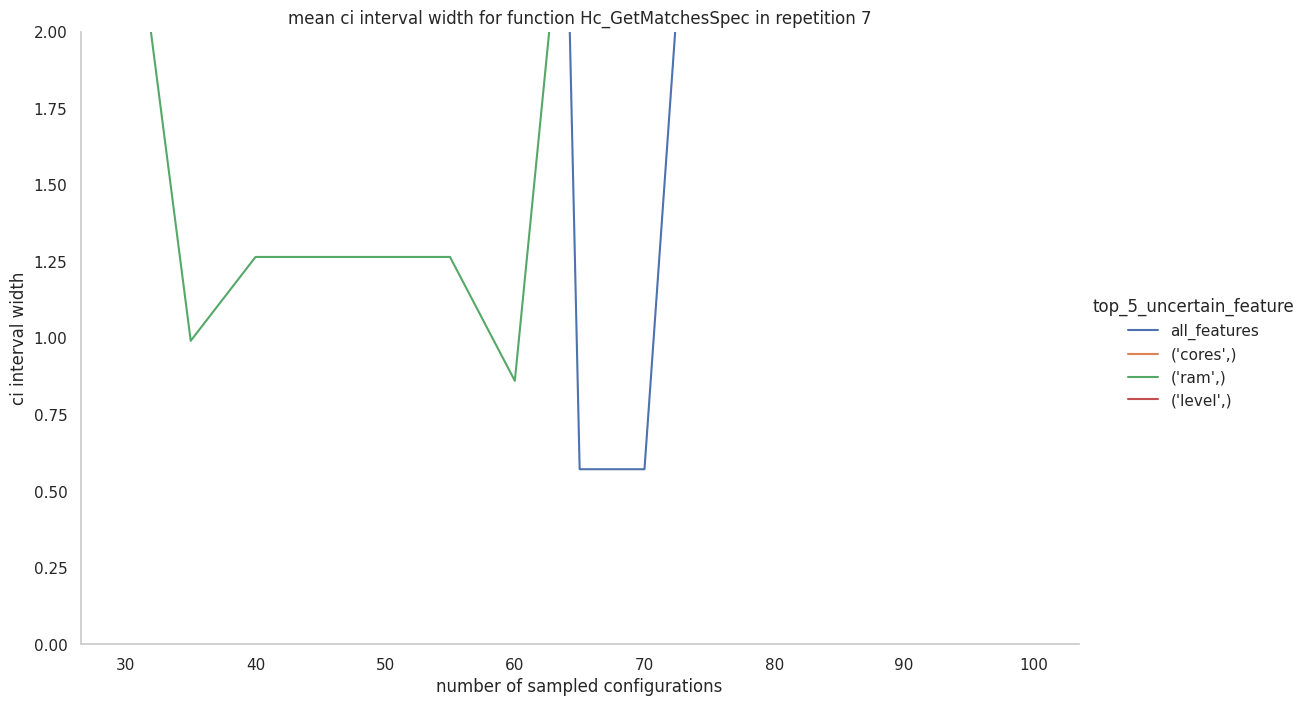 mean ci interval width for function Hc_GetMatchesSpec in repetition 7
2.00
1.75
1.50
1.25
1.00
0.75
0.50
0.25
0.00
ci interval width
30 40 50 60 70 80 90 100
number of sampled configurations
top_5_uncertain_feature
all_features
('cores',)
('ram',)
('level',)